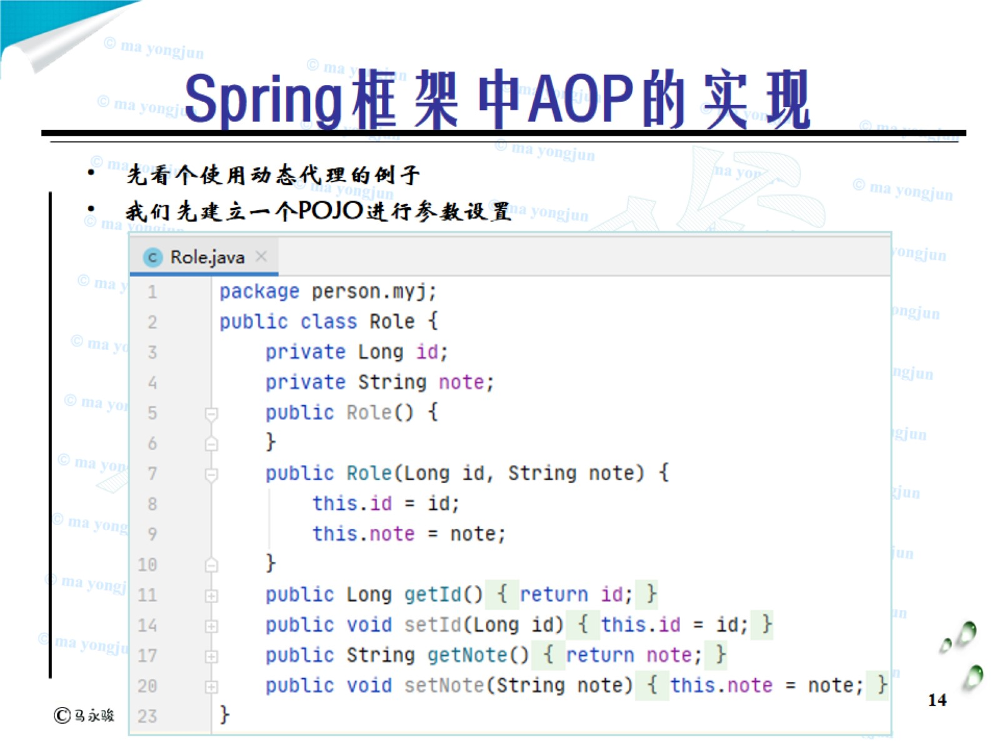 Spring框架中AOP的实现
• 先看个使用动态代理的例子
• 我们先建立一个POJO进行参数设置
Role.java
1 package person.myj;
2 public class Role {
3 private Long id;
4 private String note;
5 public Role() {
6 }
7 public Role(Long id, String note) {
8 this.id = id;
9 this.note = note;
10 }
11 public Long getId() { return id; }
14 public void setId(Long id) { this.id = id; }
17 public String getNote() { return note; }
20 public void setNote(String note) { this.note = note; }
23 }
©马永骏
14
© ma yongjun